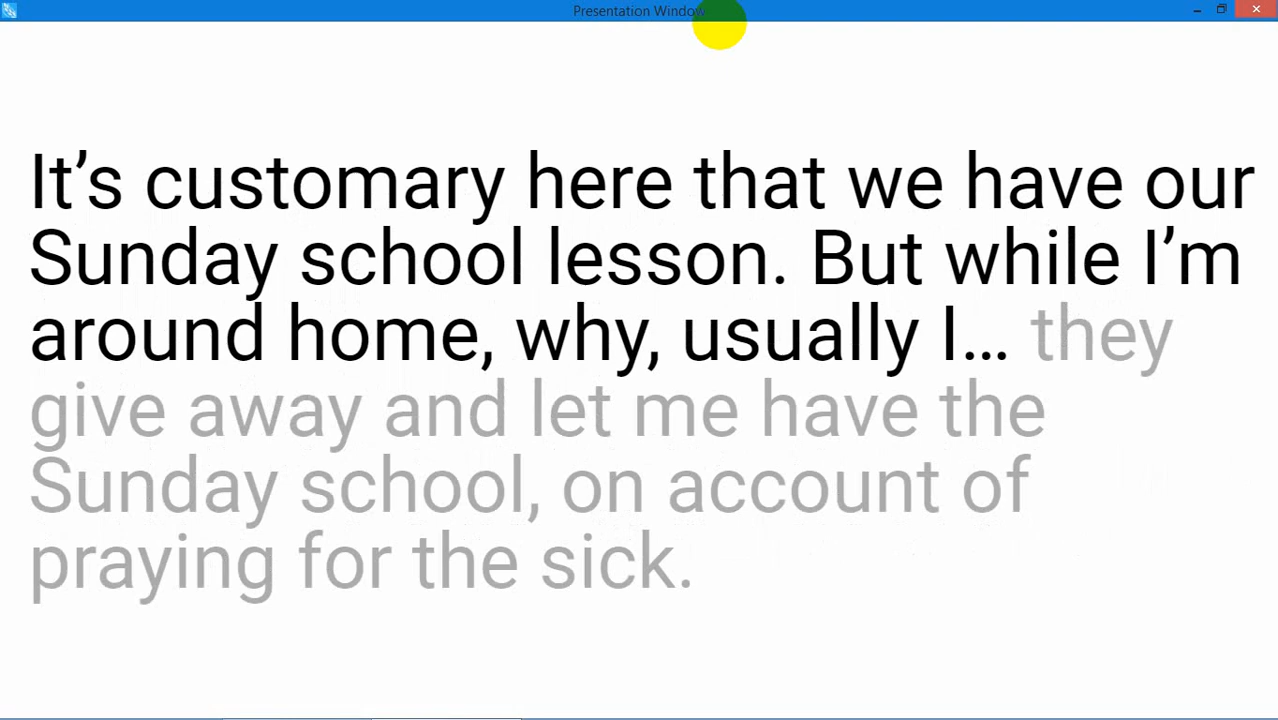 Presentation Window
It’s customary here that we have our
Sunday school lesson. But while I’m
around home, why, usually I… they
give away and let me have the
Sunday school, on account of
praying for the sick.